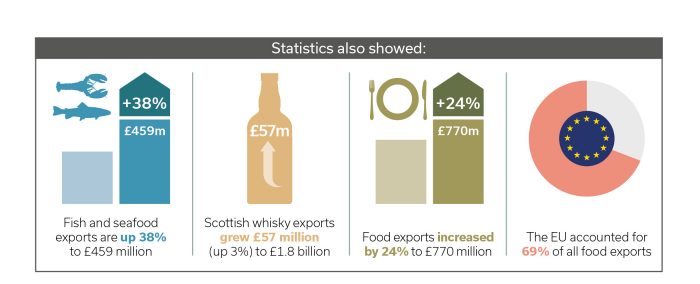 Statistics also showed:
+38%
£459m
Fish and seafood
exports are up 38%
to £459 million
£57m
Scottish whisky exports
grew £57 million
(up 3%) to £1.8 billion
+24%
£770m
Food exports increased
by 24% to £770 million
The EU accounted for
69% of all food exports